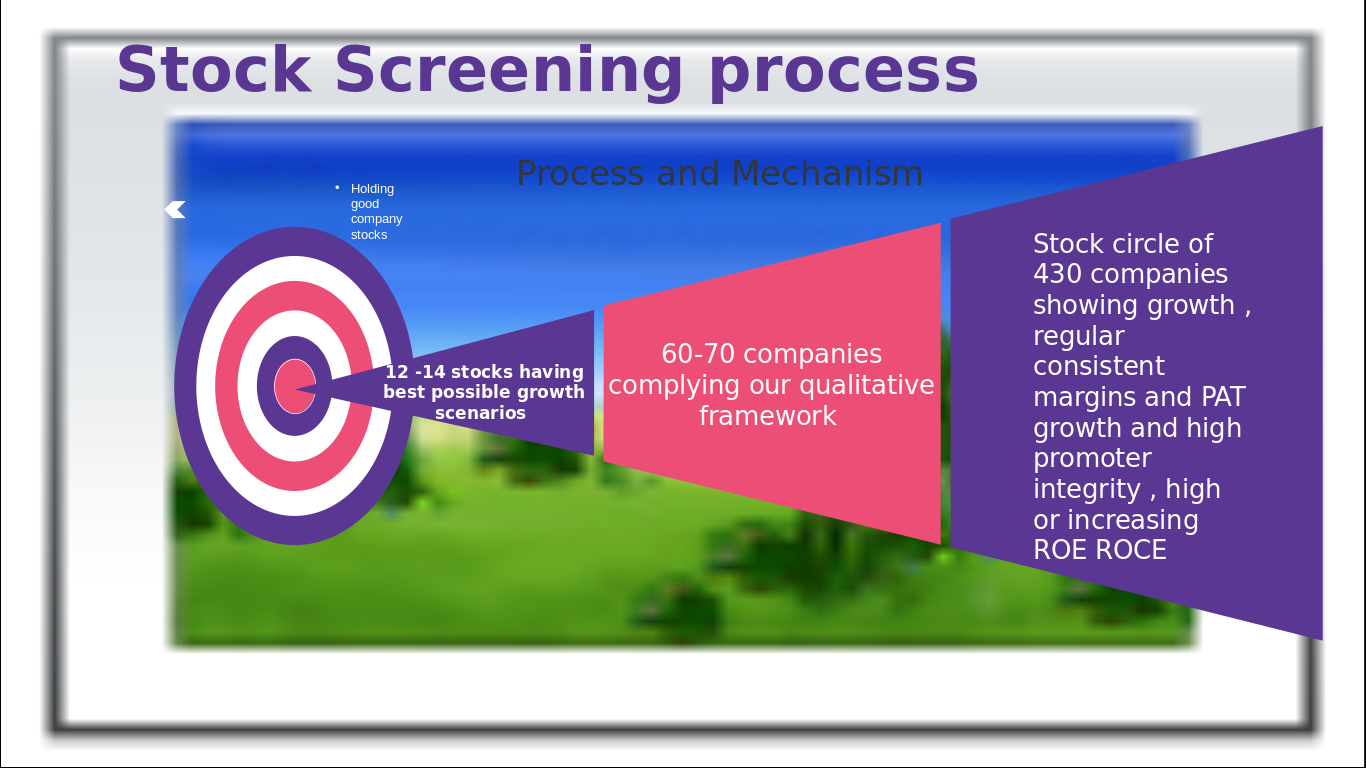 Stock Screening process
Process and Mechanism
• Holding
good
company
stocks
12 -14 stocks having
best possible growth
scenarios
60-70 companies
complying our qualitative
framework
Stock circle of
430 companies
showing growth ,
regular
consistent
margins and PAT
growth and high
promoter
integrity , high
or increasing
ROE ROCE